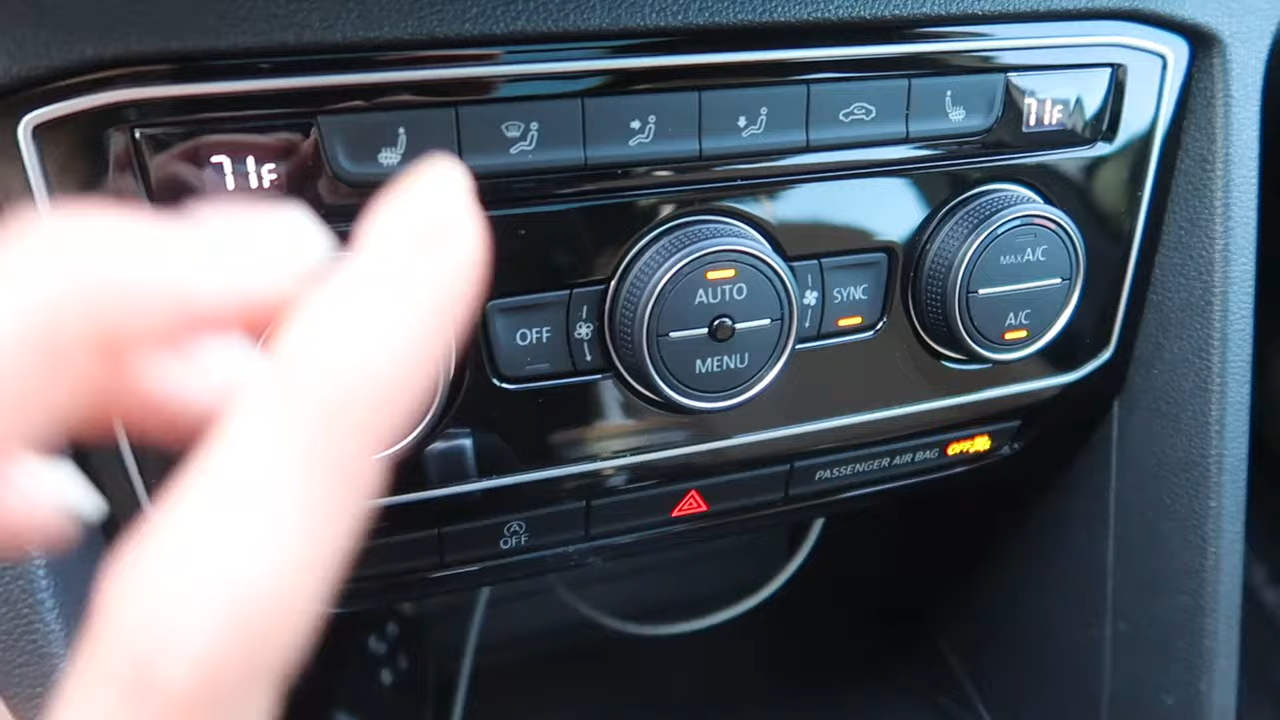 71F
71F
OFF
AUTO
MENU
SYNC
MAX A/C
A/C
PASSENGER AIR BAG OFF
A
OFF